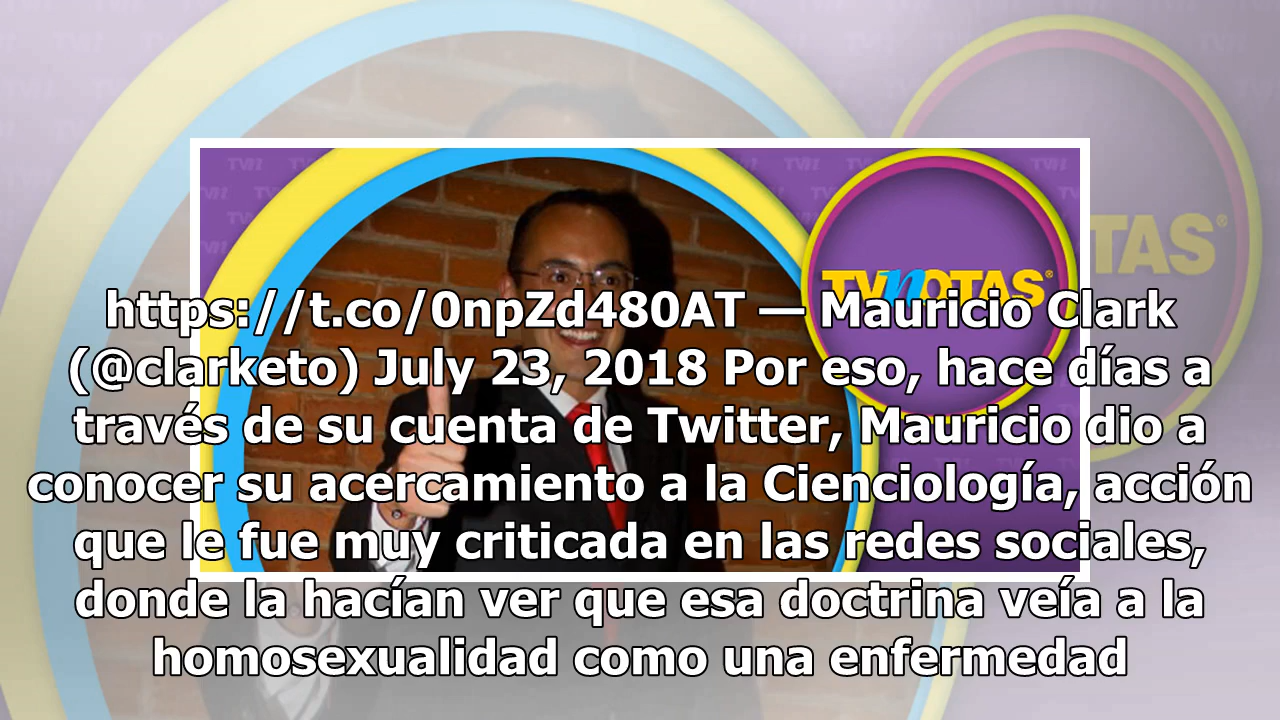 TVNOTAS®
TAS®
https://t.co/0npZd480AT — Mauricio Clark
(@clarketo) July 23, 2018 Por eso, hace días a
través de su cuenta de Twitter, Mauricio dio a
conocer su acercamiento a la Cienciología, acción
que le fue muy criticada en las redes sociales,
donde la hacían ver que esa doctrina veía a la
homosexualidad como una enfermedad